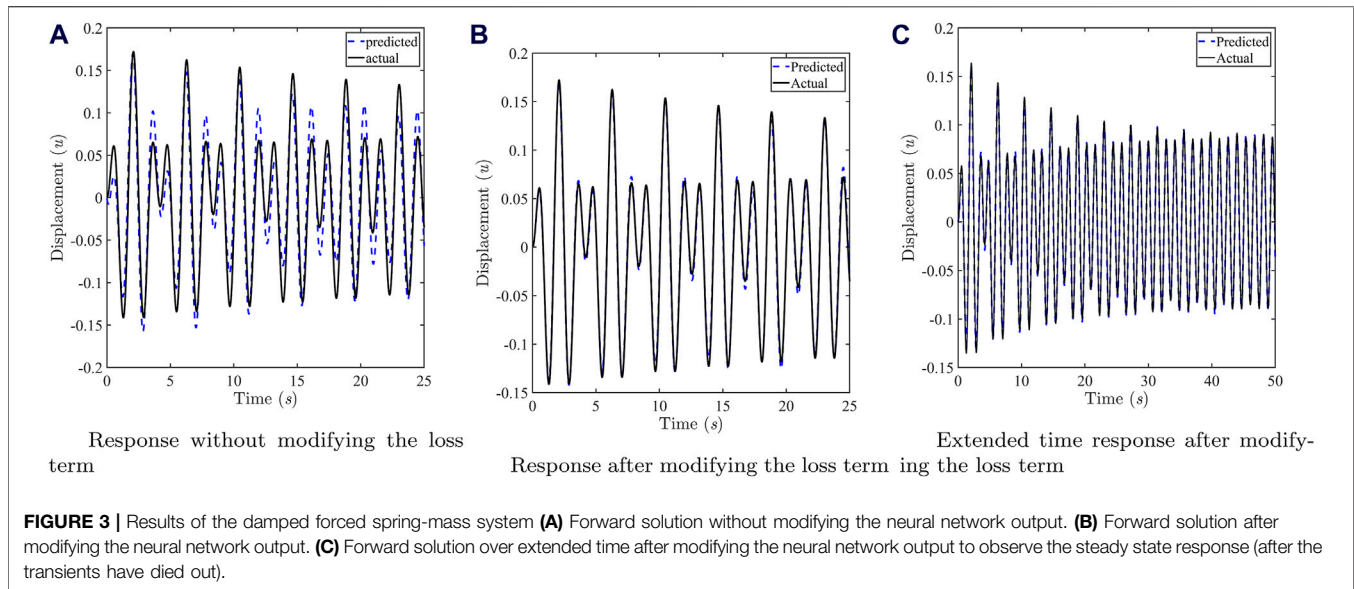 A
0.2
0.15
0.1
0.05
0
-0.05
-0.1
-0.15
-0.2
Displacement (u)
0
5
10
15
20
25
Time (s)
predicted
actual
Response without modifying the loss
term
B
0.2
0.15
0.1
0.05
0
-0.05
-0.1
-0.15
Displacement (u)
0
5
10
15
20
25
Time (s)
Predicted
Actual
Response after modifying the loss term
C
0.2
0.15
0.1
0.05
0
-0.05
-0.1
-0.15
Displacement (u)
0
10
20
30
40
50
Time (s)
Predicted
Actual
Extended time response after modify-
ing the loss term
FIGURE 3 | Results of the damped forced spring-mass system (A) Forward solution without modifying the neural network output. (B) Forward solution after
modifying the neural network output. (C) Forward solution over extended time after modifying the neural network output to observe the steady state response (after the
transients have died out).